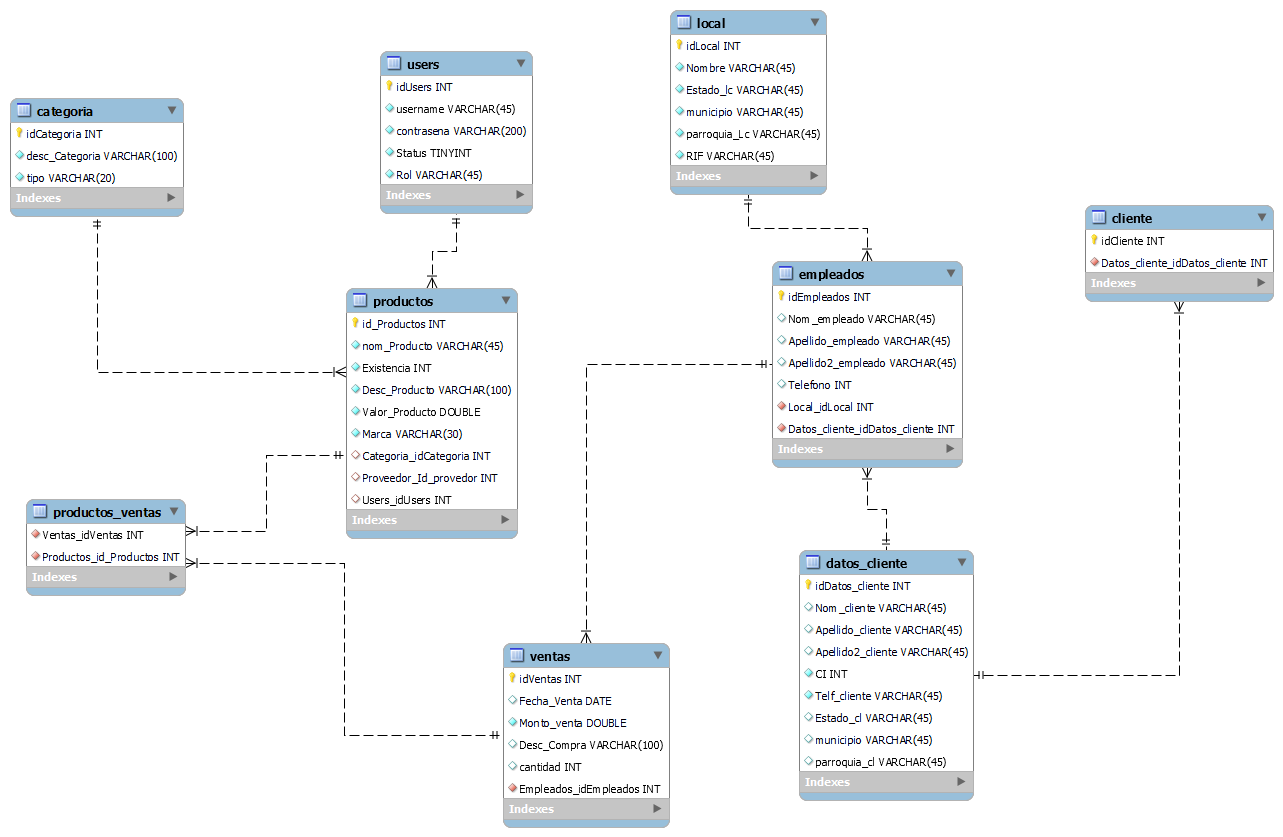 categoria
idCategoria INT
desc_Categoria VARCHAR(100)
tipo VARCHAR(20)
Indexes
users
idUsers INT
username VARCHAR(45)
contrasena VARCHAR(200)
Status TINYINT
Rol VARCHAR(45)
Indexes
local
idLocal INT
Nombre VARCHAR(45)
Estado_lc VARCHAR(45)
municipio VARCHAR(45)
parroquia_Lc VARCHAR(45)
RIF VARCHAR(45)
Indexes
cliente
idCliente INT
Datos_cliente_idDatos_cliente INT
Indexes
productos
id_Productos INT
nom_Producto VARCHAR(45)
Existencia INT
Desc_Producto VARCHAR(100)
Valor_Producto DOUBLE
Marca VARCHAR(30)
Categoria_idCategoria INT
Proveedor_Id_provedor INT
Users_idUsers INT
Indexes
empleados
idEmpleados INT
Nom_empleado VARCHAR(45)
Apellido_empleado VARCHAR(45)
Apellido2_empleado VARCHAR(45)
Telefono INT
Local_idLocal INT
Datos_cliente_idDatos_cliente INT
Indexes
productos_ventas
Ventas_idVentas INT
Productos_id_Productos INT
Indexes
datos_cliente
idDatos_cliente INT
Nom_cliente VARCHAR(45)
Apellido_cliente VARCHAR(45)
Apellido2_cliente VARCHAR(45)
CI INT
Telf_cliente VARCHAR(45)
Estado_cl VARCHAR(45)
municipio VARCHAR(45)
parroquia_cl VARCHAR(45)
Indexes
ventas
idVentas INT
Fecha_Venta DATE
Monto_venta DOUBLE
Desc_Compra VARCHAR(100)
cantidad INT
Empleados_idEmpleados INT
Indexes